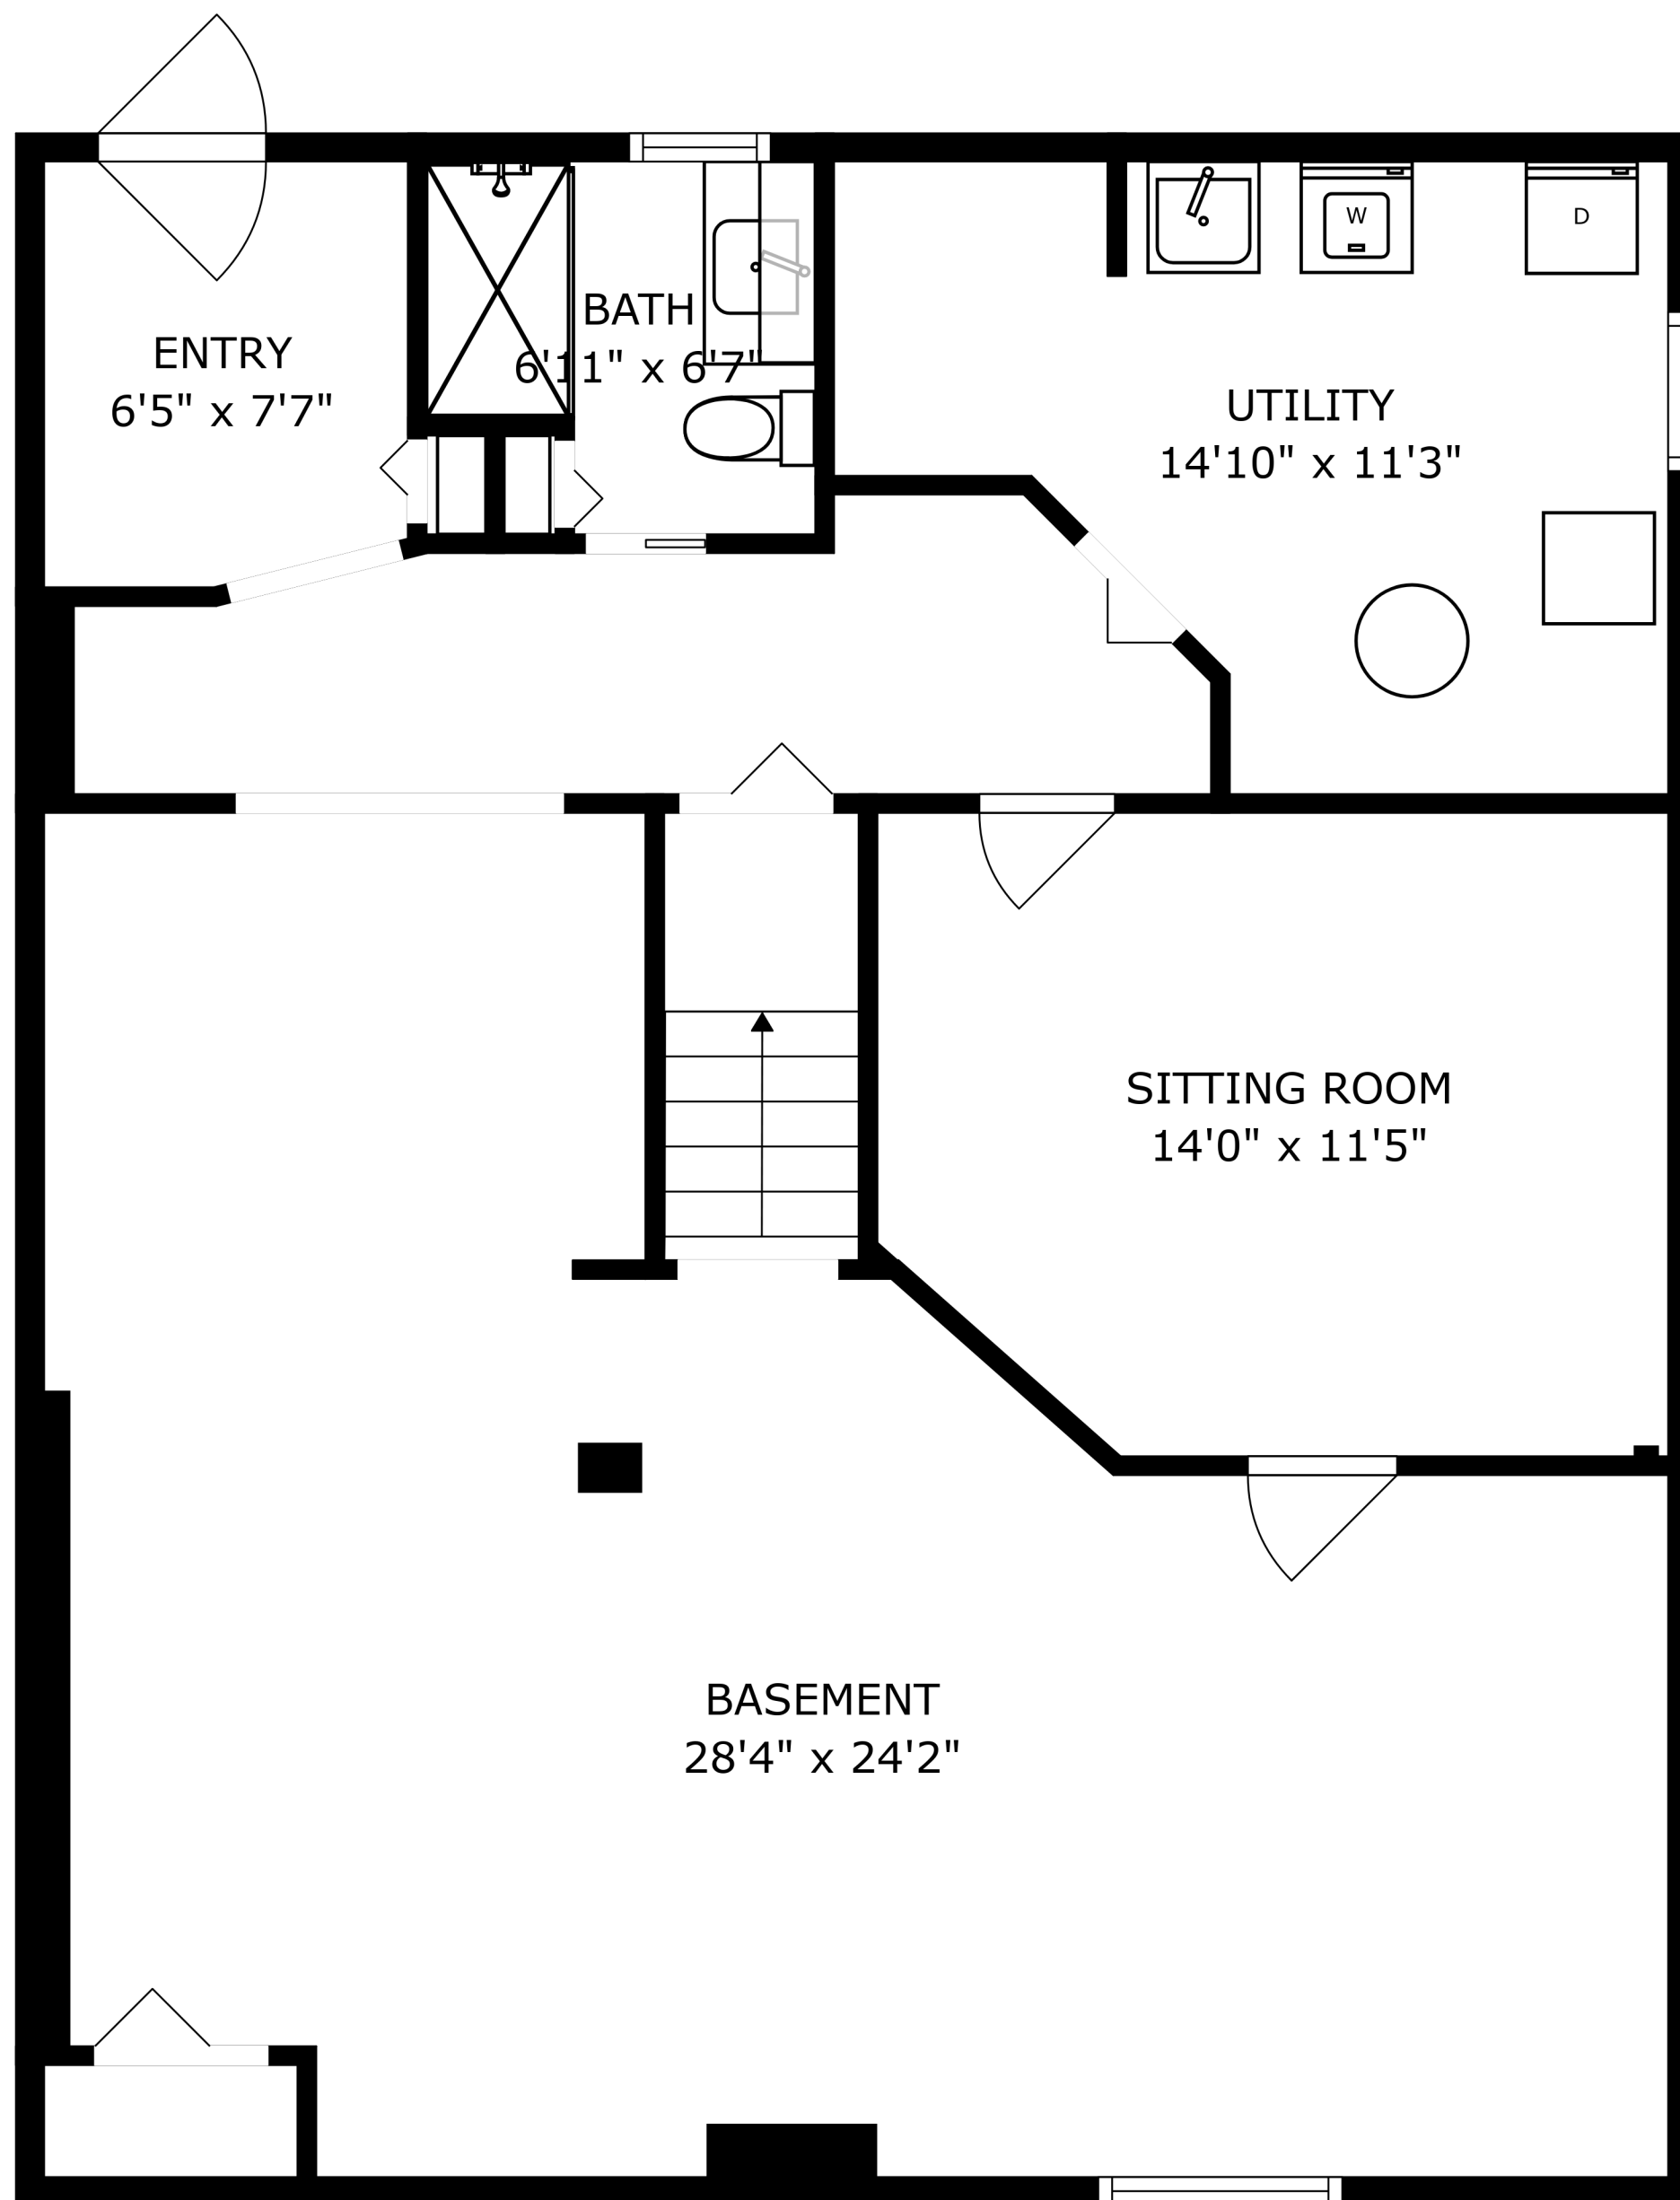 W
D
BATH
6'11" x 6'7"
ENTRY
6'5" x 7'7"
UTILITY
14'10" x 11'3"
SITTING ROOM
14'0" x 11'5"
BASEMENT
28'4" x 24'2"